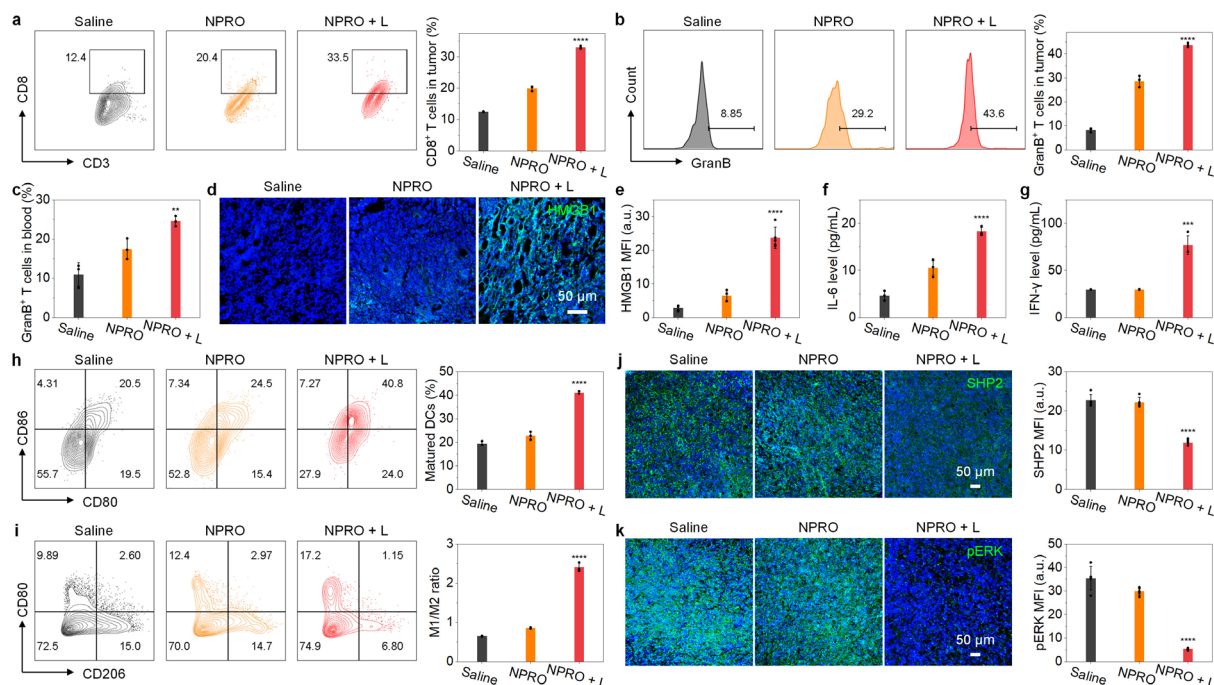 a
Saline
NPRO
NPRO + L
12.4
20.4
33.5
CD8
CD3
CD8⁺ T cells in tumor (%)
40
30
20
10
0
****
Saline
NPRO
NPRO + L
b
Saline
NPRO
NPRO + L
8.85
29.2
43.6
Count
GranB
GranB⁺ T cells in tumor (%)
50
40
30
20
10
0
****
Saline
NPRO
NPRO + L
c
GranB⁺ T cells in blood (%)
30
20
10
0
**
Saline
NPRO
NPRO + L
d
Saline
NPRO
NPRO + L
HMGB1
50 µm
e
HMGB1 MFI (a.u.)
30
20
10
0
****
Saline
NPRO
NPRO + L
f
IL-6 level (pg/mL)
20
10
0
****
Saline
NPRO
NPRO + L
g
IFN-γ level (pg/mL)
100
50
0
***
Saline
NPRO
NPRO + L
h
Saline
NPRO
NPRO + L
4.31
20.5
55.7
19.5
7.34
24.5
52.8
15.4
7.27
40.8
27.9
24.0
CD86
CD80
Matured DCs (%)
50
40
30
20
10
0
****
Saline
NPRO
NPRO + L
j
Saline
NPRO
NPRO + L
SHP2
50 µm
SHP2 MFI (a.u.)
30
20
10
0
****
Saline
NPRO
NPRO + L
i
Saline
NPRO
NPRO + L
9.89
2.60
72.5
15.0
12.4
2.97
70.0
14.7
17.2
1.15
74.9
6.80
CD80
CD206
M1/M2 ratio
3
2
1
0
****
Saline
NPRO
NPRO + L
k
Saline
NPRO
NPRO + L
pERK
50 µm
pERK MFI (a.u.)
50
40
30
20
10
0
****
Saline
NPRO
NPRO + L